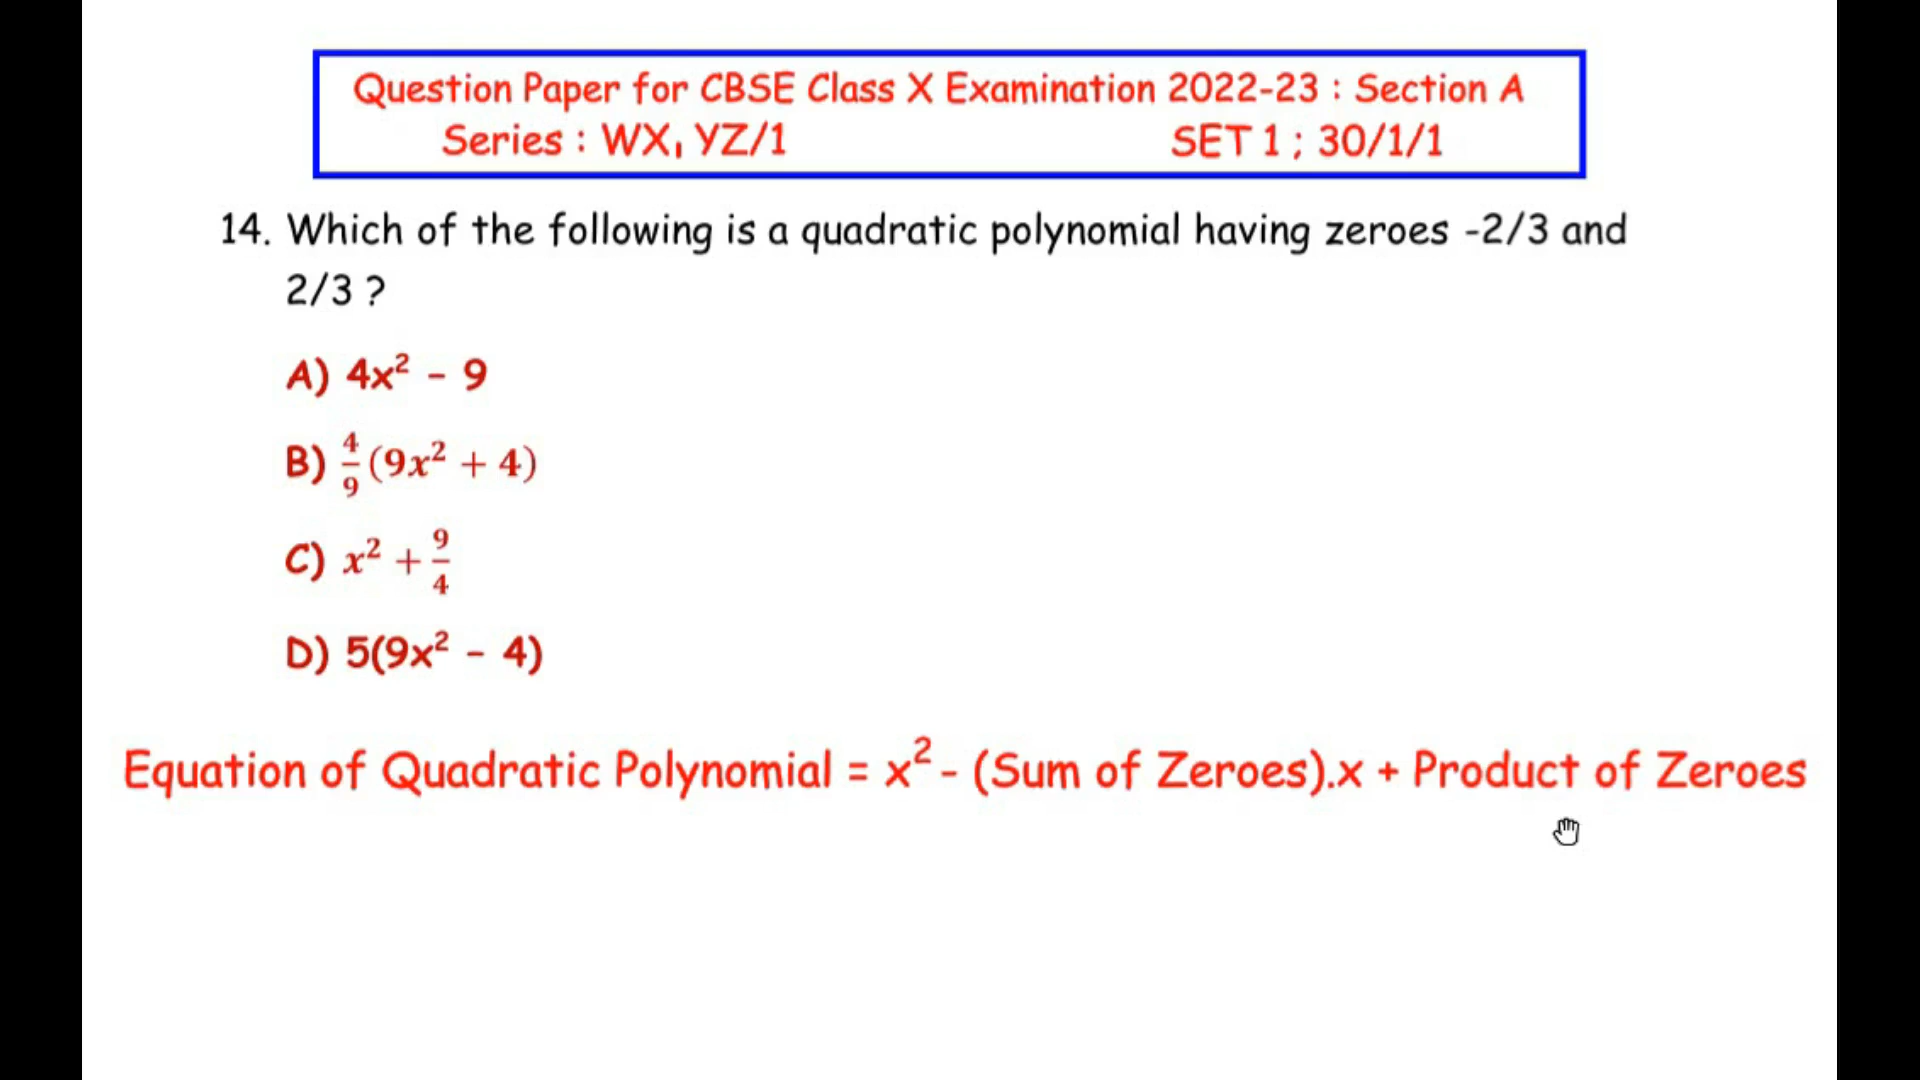 Question Paper for CBSE Class X Examination 2022-23 : Section A
Series : WX, YZ/1 SET 1 ; 30/1/1
14. Which of the following is a quadratic polynomial having zeroes -2/3 and
2/3 ?
A) 4x² - 9
B) 4/9 (9x² + 4)
C) x² + 9/4
D) 5(9x² - 4)
Equation of Quadratic Polynomial = x² - (Sum of Zeroes).x + Product of Zeroes